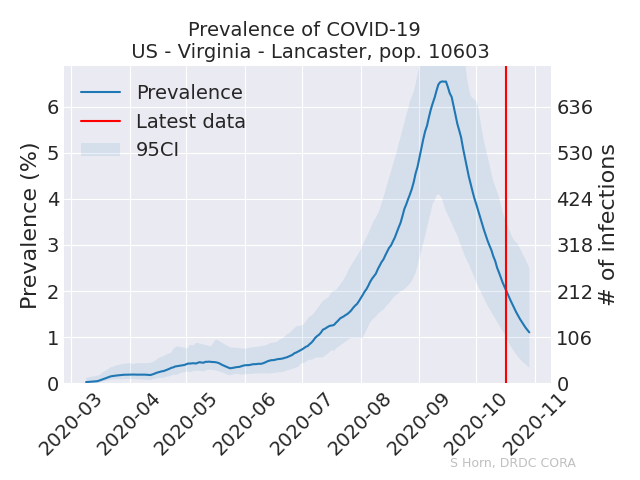 Prevalence of COVID-19
US - Virginia - Lancaster, pop. 10603
Prevalence
Latest data
95CI
Prevalence (%)
6
5
4
3
2
1
0
636
530
424
318
212
106
0
# of infections
2020-03
2020-04
2020-05
2020-06
2020-07
2020-08
2020-09
2020-10
2020-11
S Horn, DRDC CORA